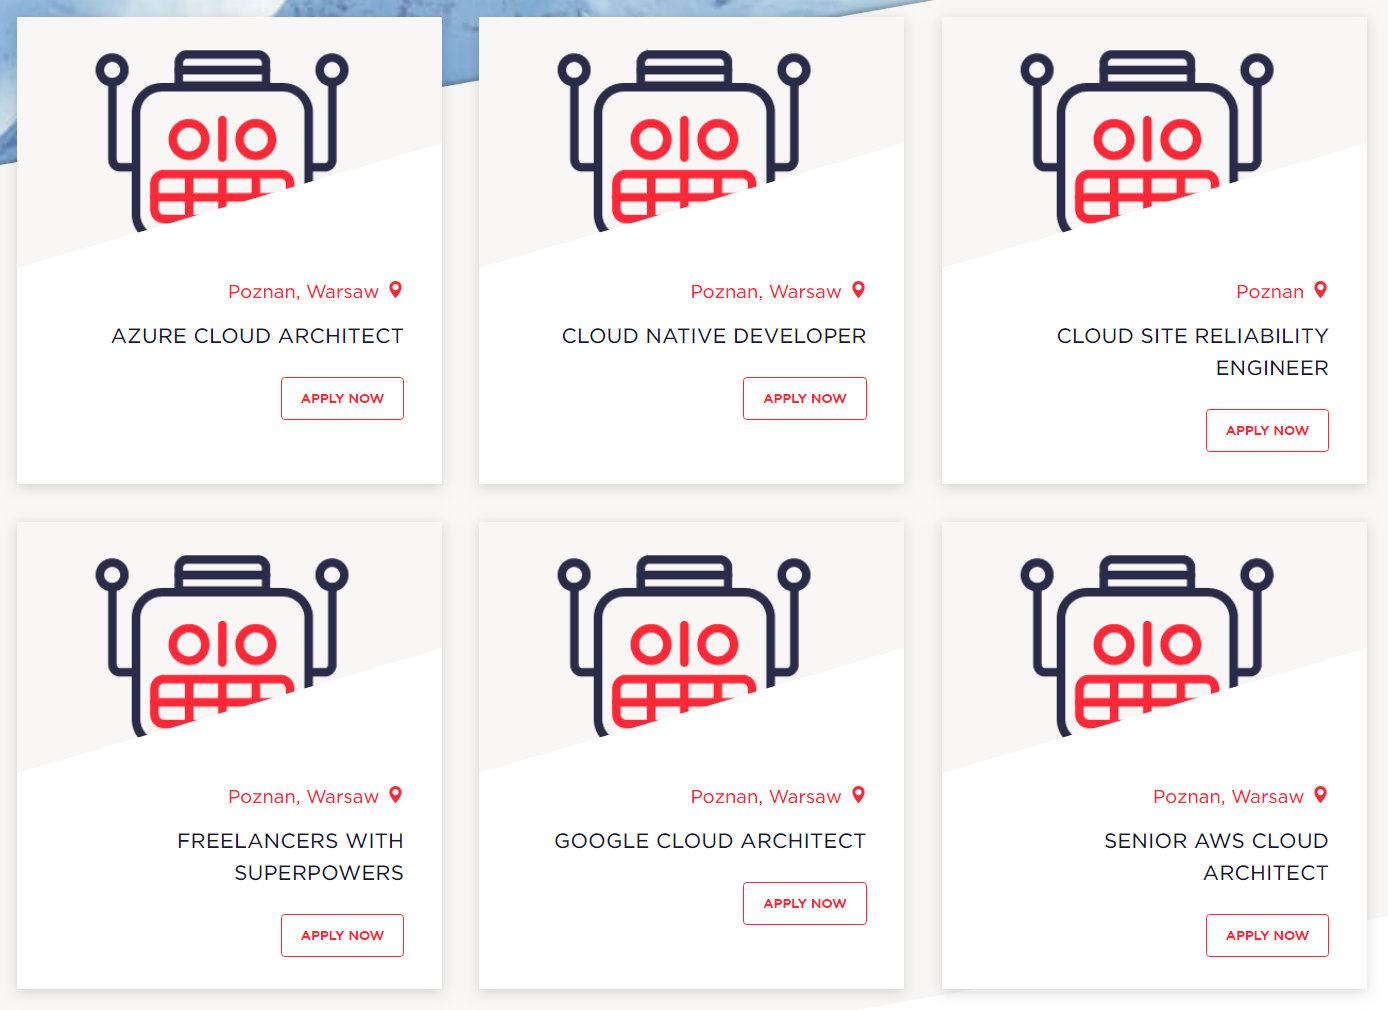 Poznan, Warsaw
AZURE CLOUD ARCHITECT
APPLY NOW
Poznan, Warsaw
CLOUD NATIVE DEVELOPER
APPLY NOW
Poznan
CLOUD SITE RELIABILITY
ENGINEER
APPLY NOW
Poznan, Warsaw
FREELANCERS WITH
SUPERPOWERS
APPLY NOW
Poznan, Warsaw
GOOGLE CLOUD ARCHITECT
APPLY NOW
Poznan, Warsaw
SENIOR AWS CLOUD
ARCHITECT
APPLY NOW